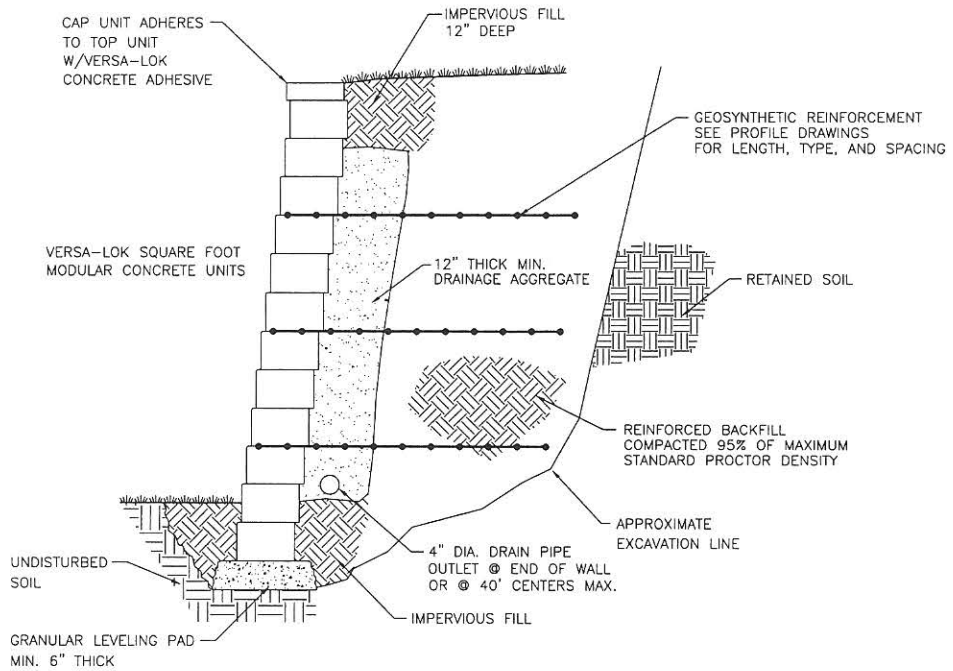 CAP UNIT ADHERES
TO TOP UNIT
W/VERSA-LOK
CONCRETE ADHESIVE
IMPERVIOUS FILL
12" DEEP
GEOSYNTHETIC REINFORCEMENT
SEE PROFILE DRAWINGS
FOR LENGTH, TYPE, AND SPACING
VERSA-LOK SQUARE FOOT
MODULAR CONCRETE UNITS
12" THICK MIN.
DRAINAGE AGGREGATE
RETAINED SOIL
REINFORCED BACKFILL
COMPACTED 95% OF MAXIMUM
STANDARD PROCTOR DENSITY
APPROXIMATE
EXCAVATION LINE
4" DIA. DRAIN PIPE
OUTLET @ END OF WALL
OR @ 40' CENTERS MAX.
UNDISTURBED
SOIL
IMPERVIOUS FILL
GRANULAR LEVELING PAD
MIN. 6" THICK